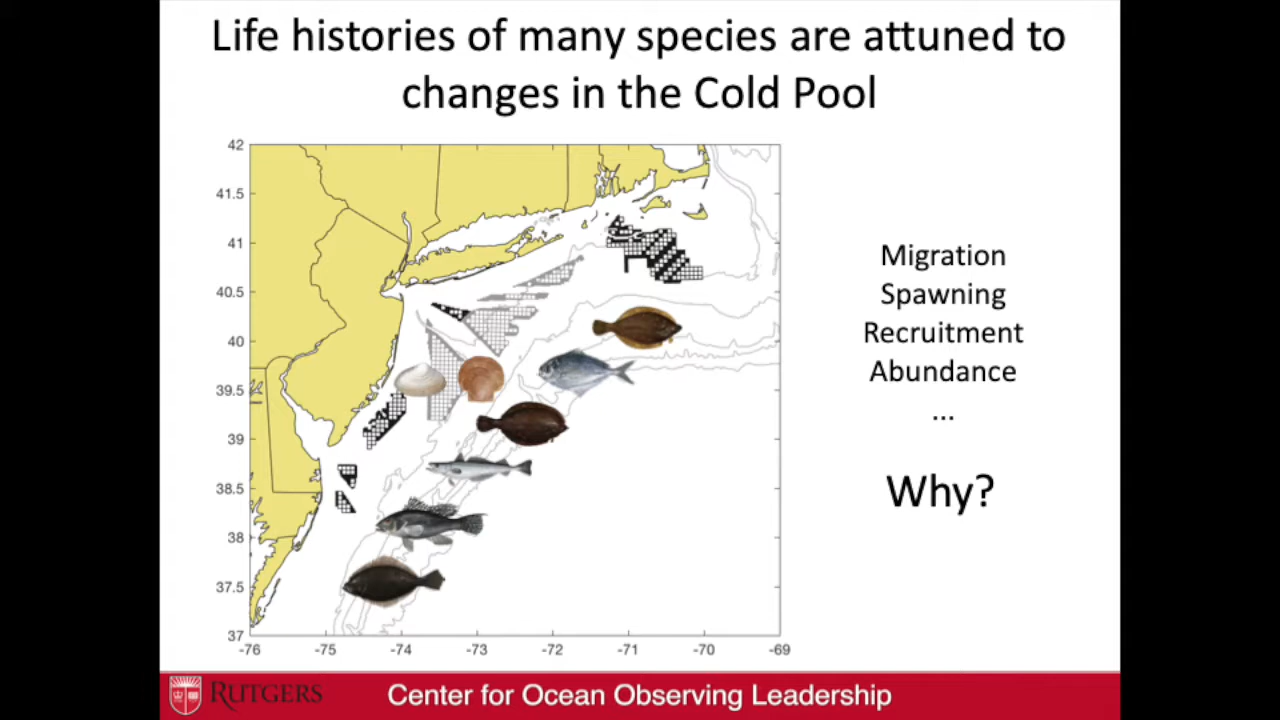 Life histories of many species are attuned to
changes in the Cold Pool
42
41.5
41
40.5
40
39.5
39
38.5
38
37.5
37
-76 -75 -74 -73 -72 -71 -70 -69
Migration
Spawning
Recruitment
Abundance
...
Why?
RUTGERS
Center for Ocean Observing Leadership